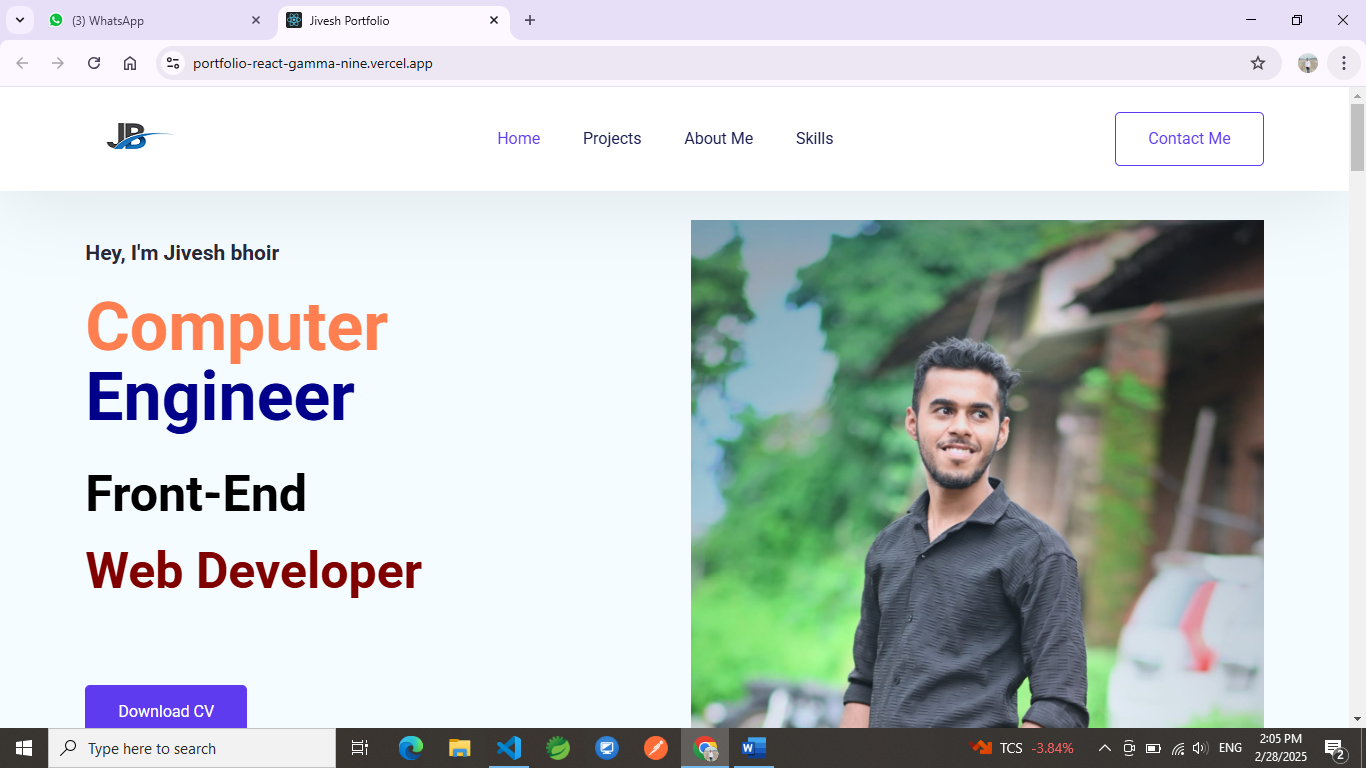 (3) WhatsApp
Jivesh Portfolio
portfolio-react-gamma-nine.vercel.app
JB
Home Projects About Me Skills
Contact Me
Hey, I'm Jivesh bhoir
Computer
Engineer
Front-End
Web Developer
Download CV
Type here to search
TCS -3.84%
ENG
2:05 PM
2/28/2025
2